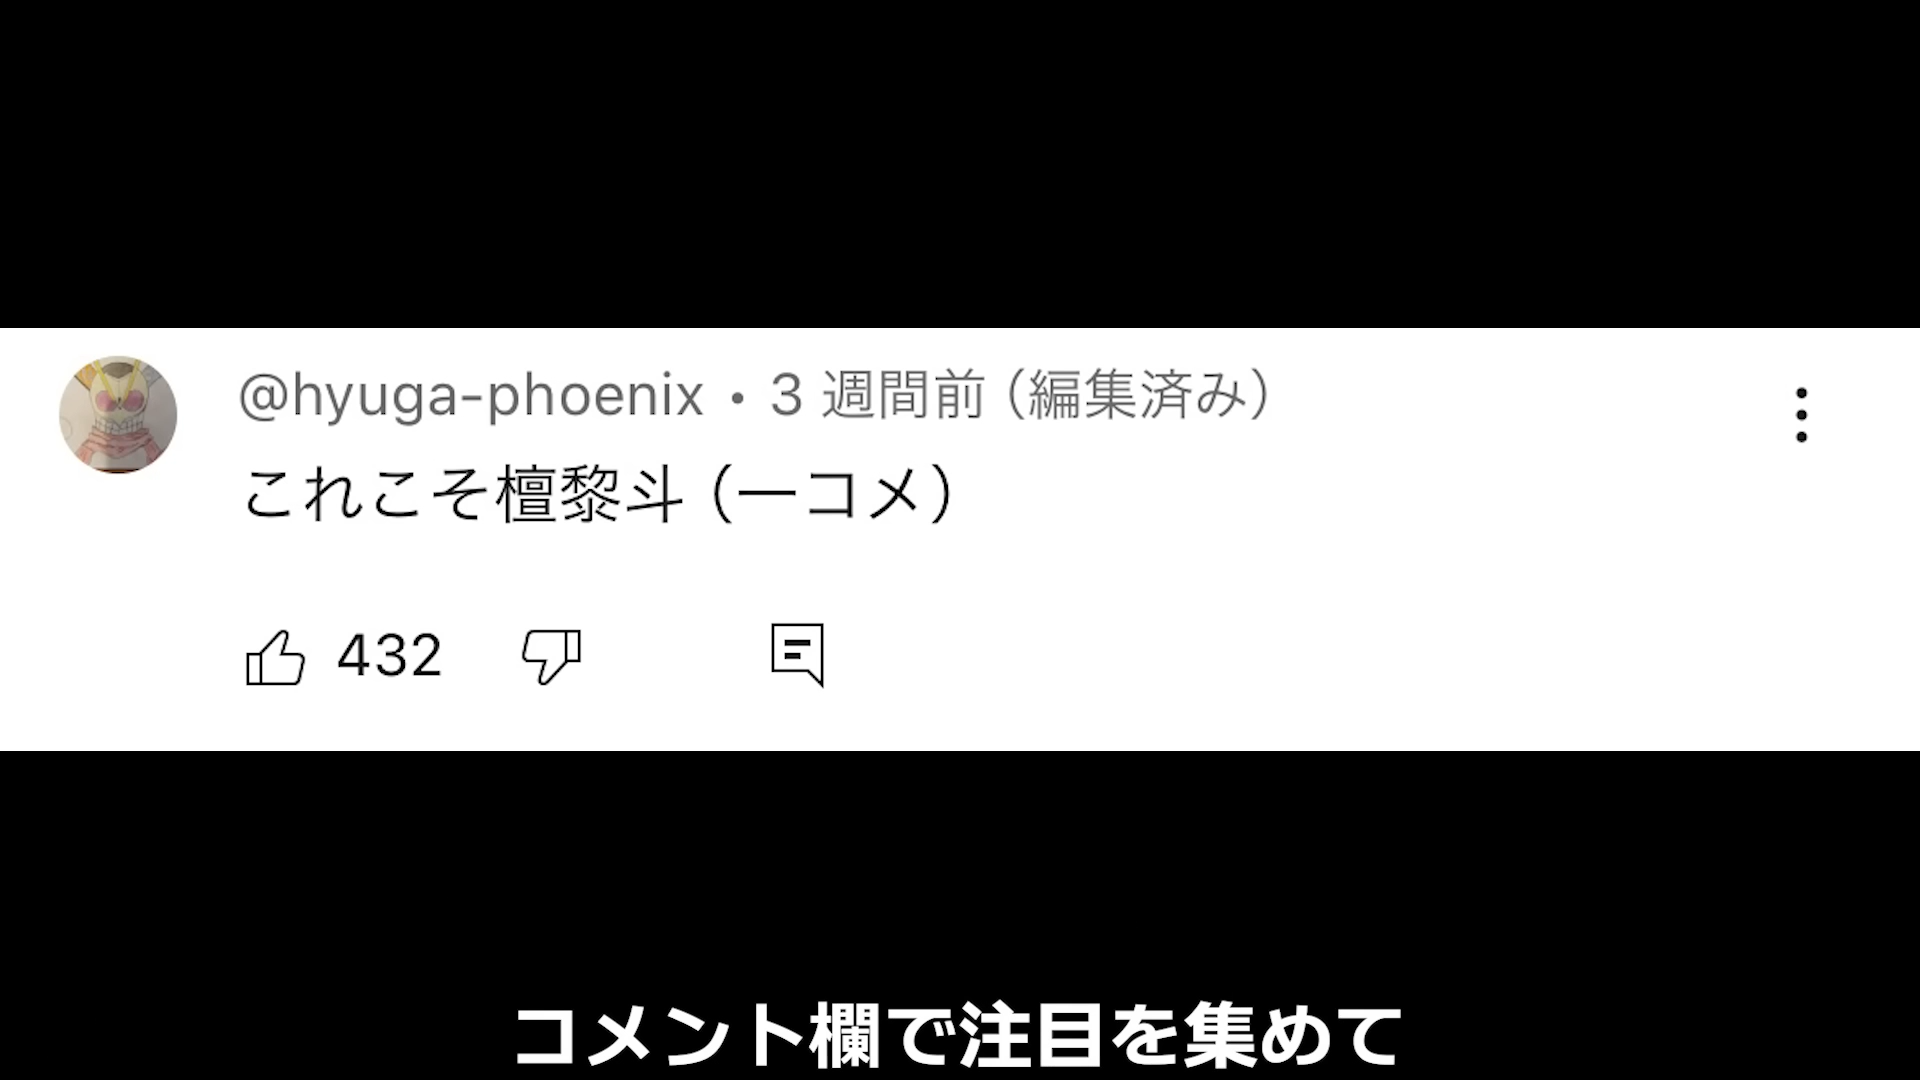 @hyuga-phoenix・3 週間前（編集済み）
これこそ檀黎斗（一コメ）
432
コメント欄で注目を集めて